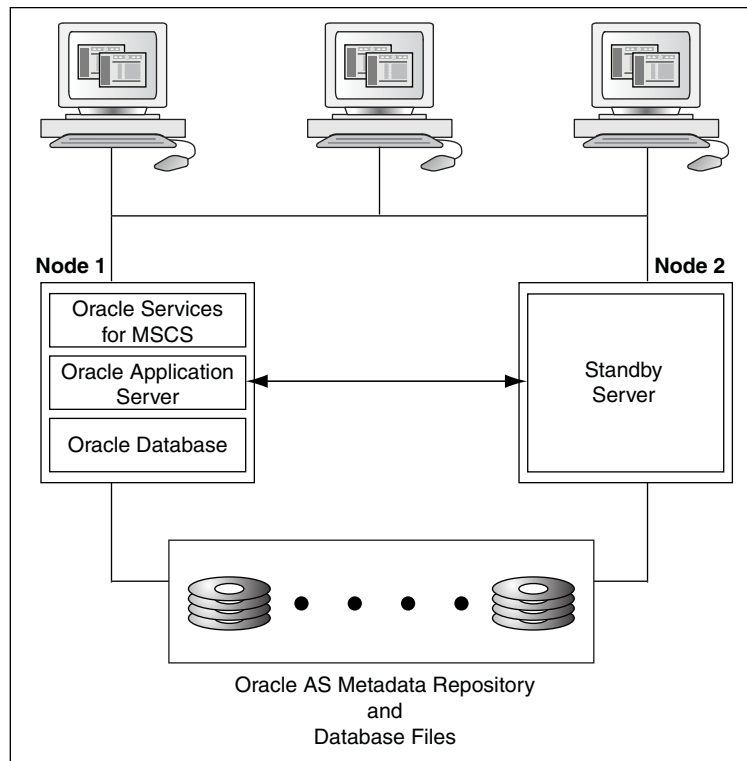 Node 1
Node 2
Oracle Services
for MSCS
Oracle Application
Server
Oracle Database
Standby
Server
Oracle AS Metadata Repository
and
Database Files